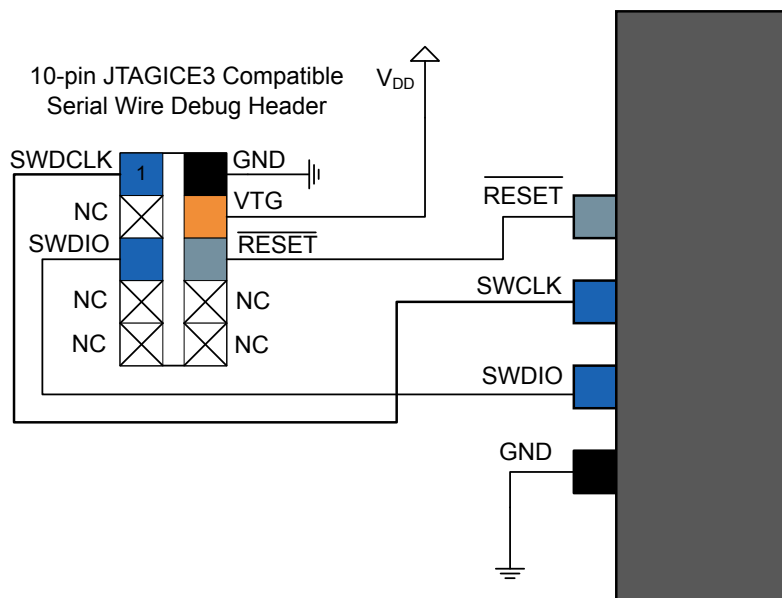 10-pin JTAGICE3 Compatible
Serial Wire Debug Header
VDD
SWDCLK
1
GND
NC
VTG
SWDIO
RESET
NC
NC
NC
NC
RESET
SWCLK
SWDIO
GND